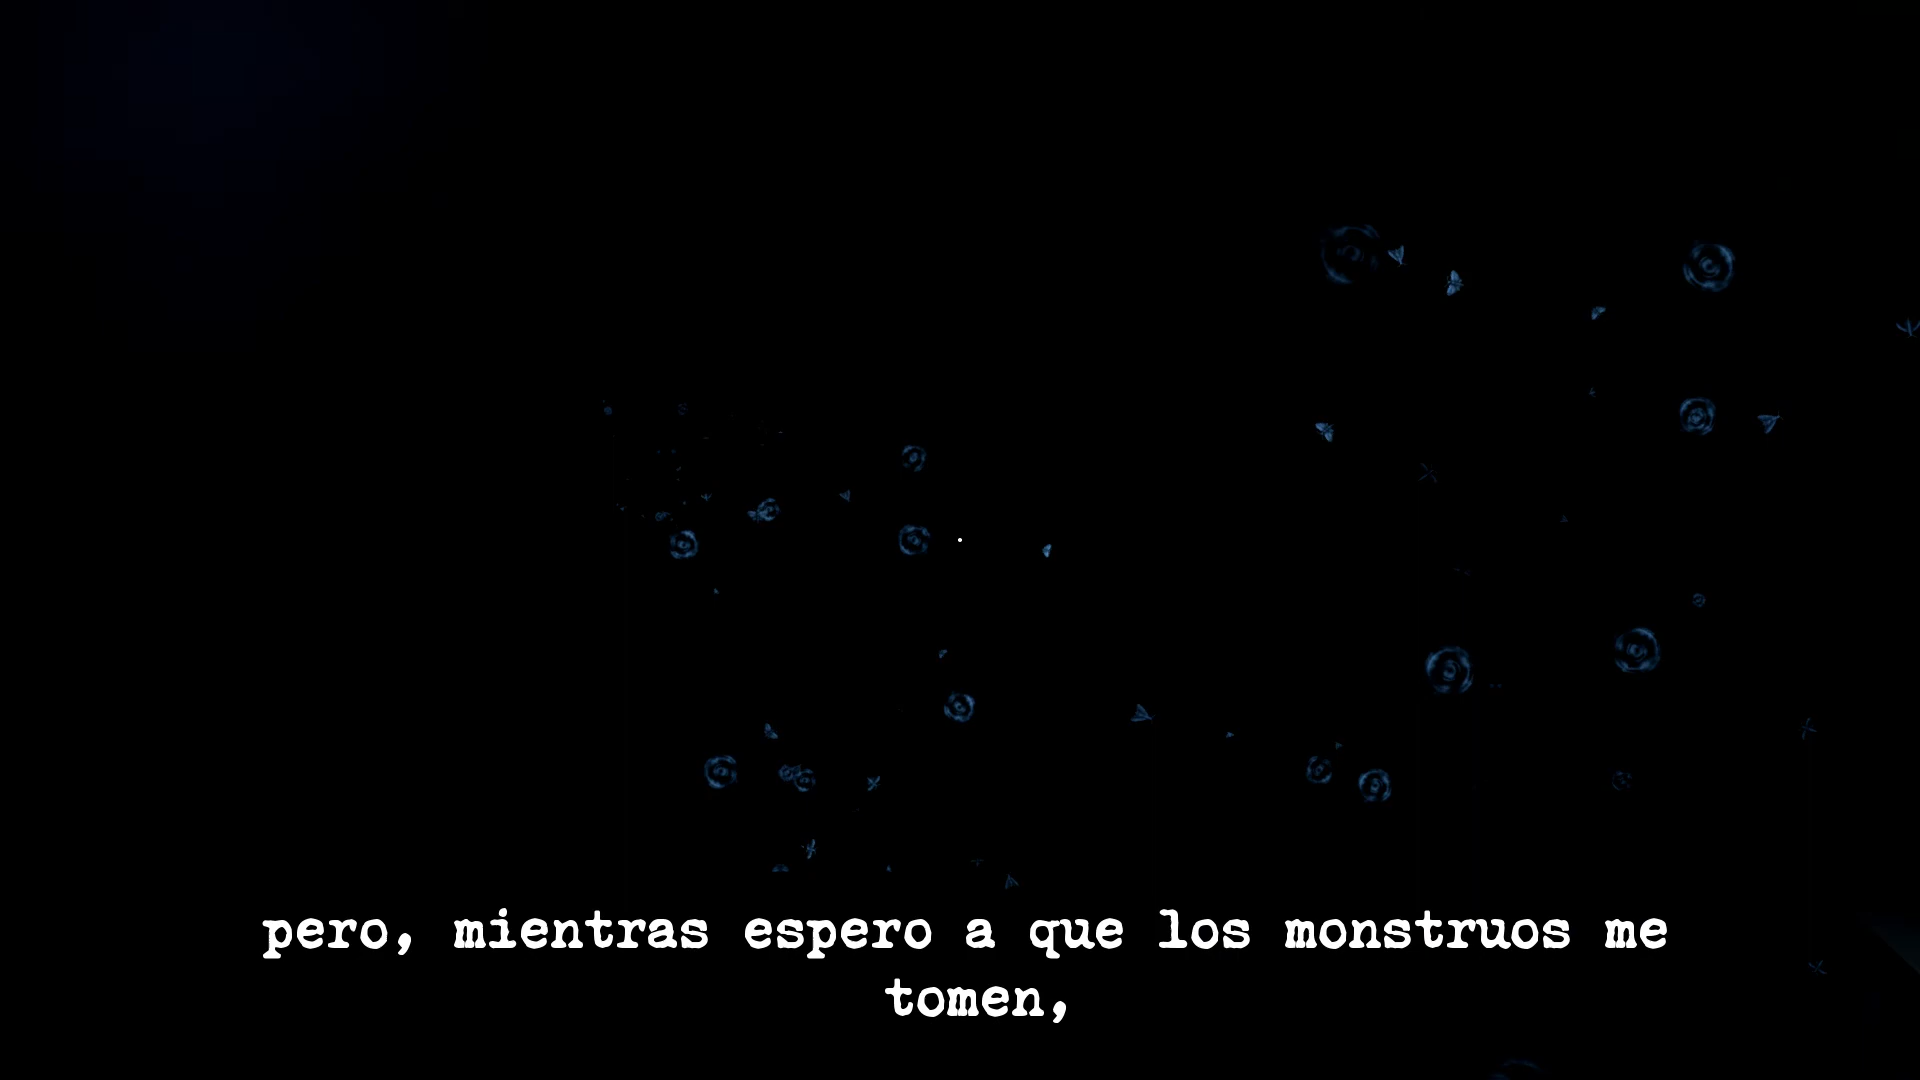 pero, mientras espero a que los monstruos me
tomen,